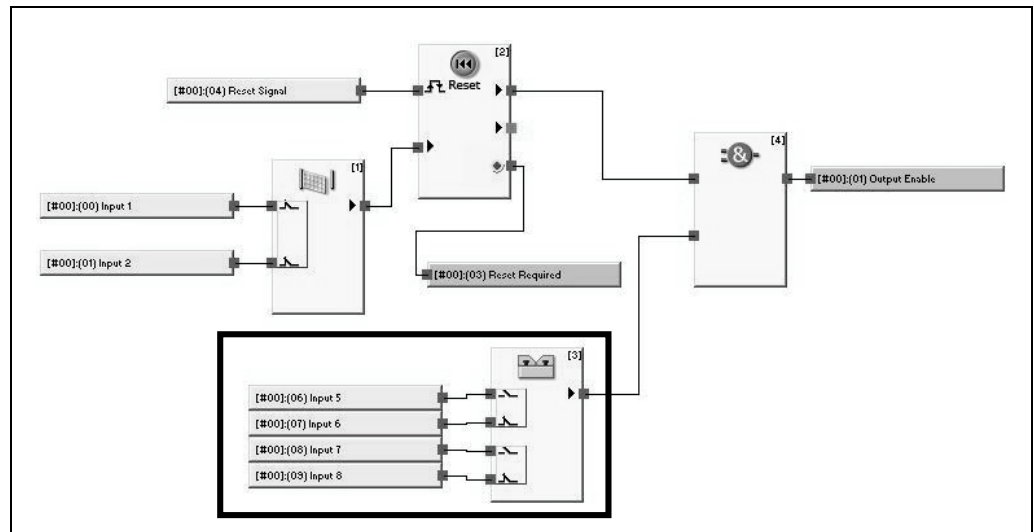 [2]
[#00]:(04) Reset Signal
Reset
[4]
&
[1]
[#00]:(01) Output Enable
[#00]:(00) Input 1
[#00]:(01) Input 2
[#00]:(03) Reset Required
[3]
[#00]:(06) Input 5
[#00]:(07) Input 6
[#00]:(08) Input 7
[#00]:(09) Input 8